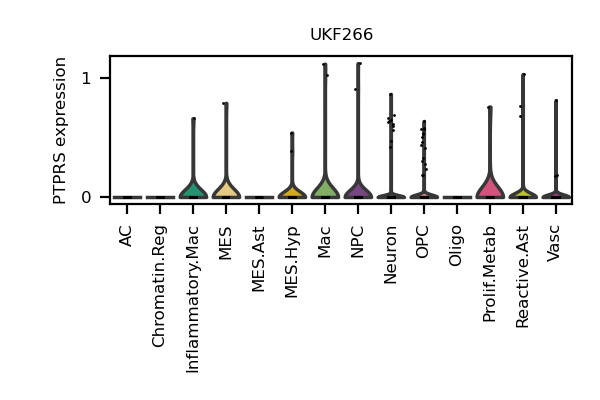 UKF266
PTPRS expression
1
0
AC
Chromatin.Reg
Inflammatory.Mac
MES
MES.Ast
MES.Hyp
Mac
NPC
Neuron
OPC
Oligo
Prolif.Metab
Reactive.Ast
Vasc